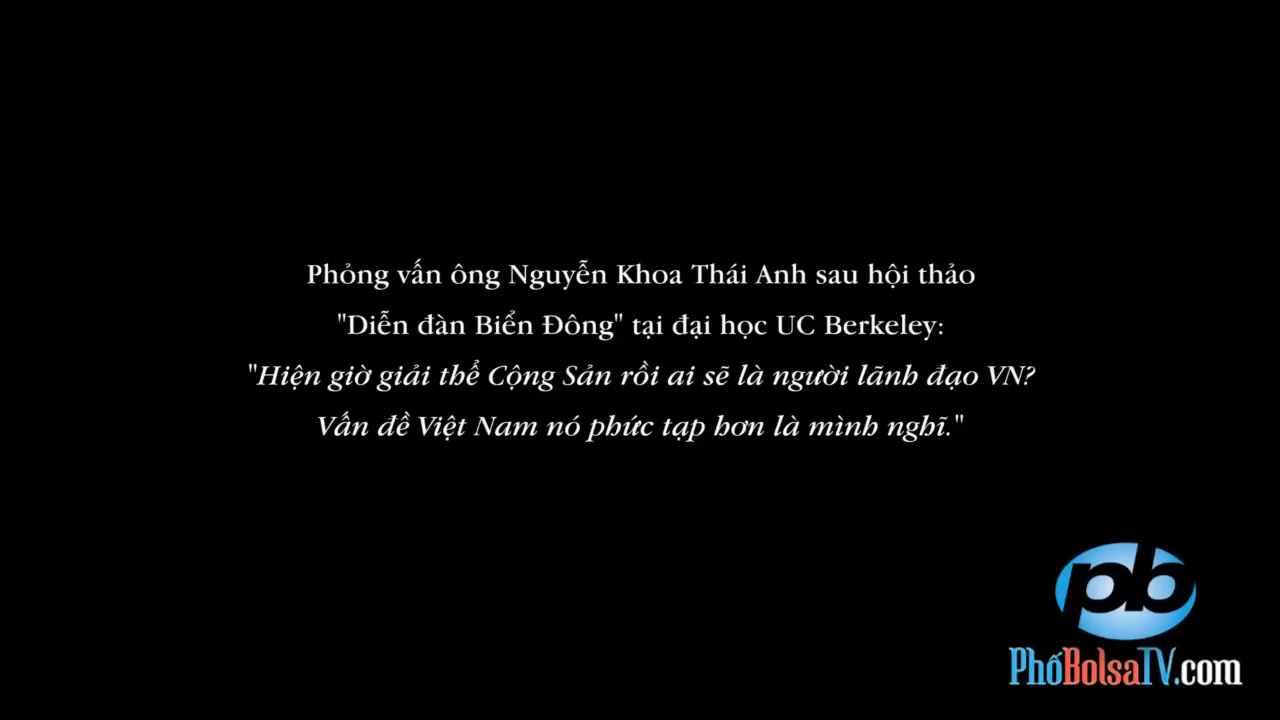 Phỏng vấn ông Nguyễn Khoa Thái Anh sau hội thảo
"Diễn đàn Biển Đông" tại đại học UC Berkeley:
"Hiện giờ giải thể Cộng Sản rồi ai sẽ là người lãnh đạo VN?
Vấn đề Việt Nam nó phức tạp hơn là mình nghĩ."
pb
PhốBolsaTV.com